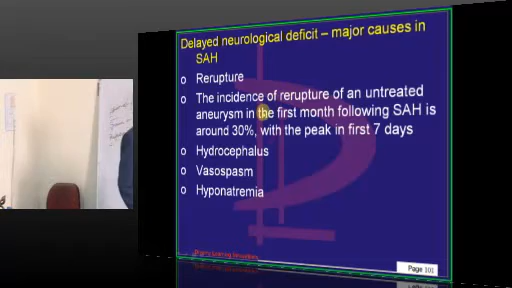 Delayed neurological deficit – major causes in
SAH
o Rerupture
o The incidence of rerupture of an untreated
aneurysm in the first month following SAH is
around 30%, with the peak in first 7 days
o Hydrocephalus
o Vasospasm
o Hyponatremia
Page 101